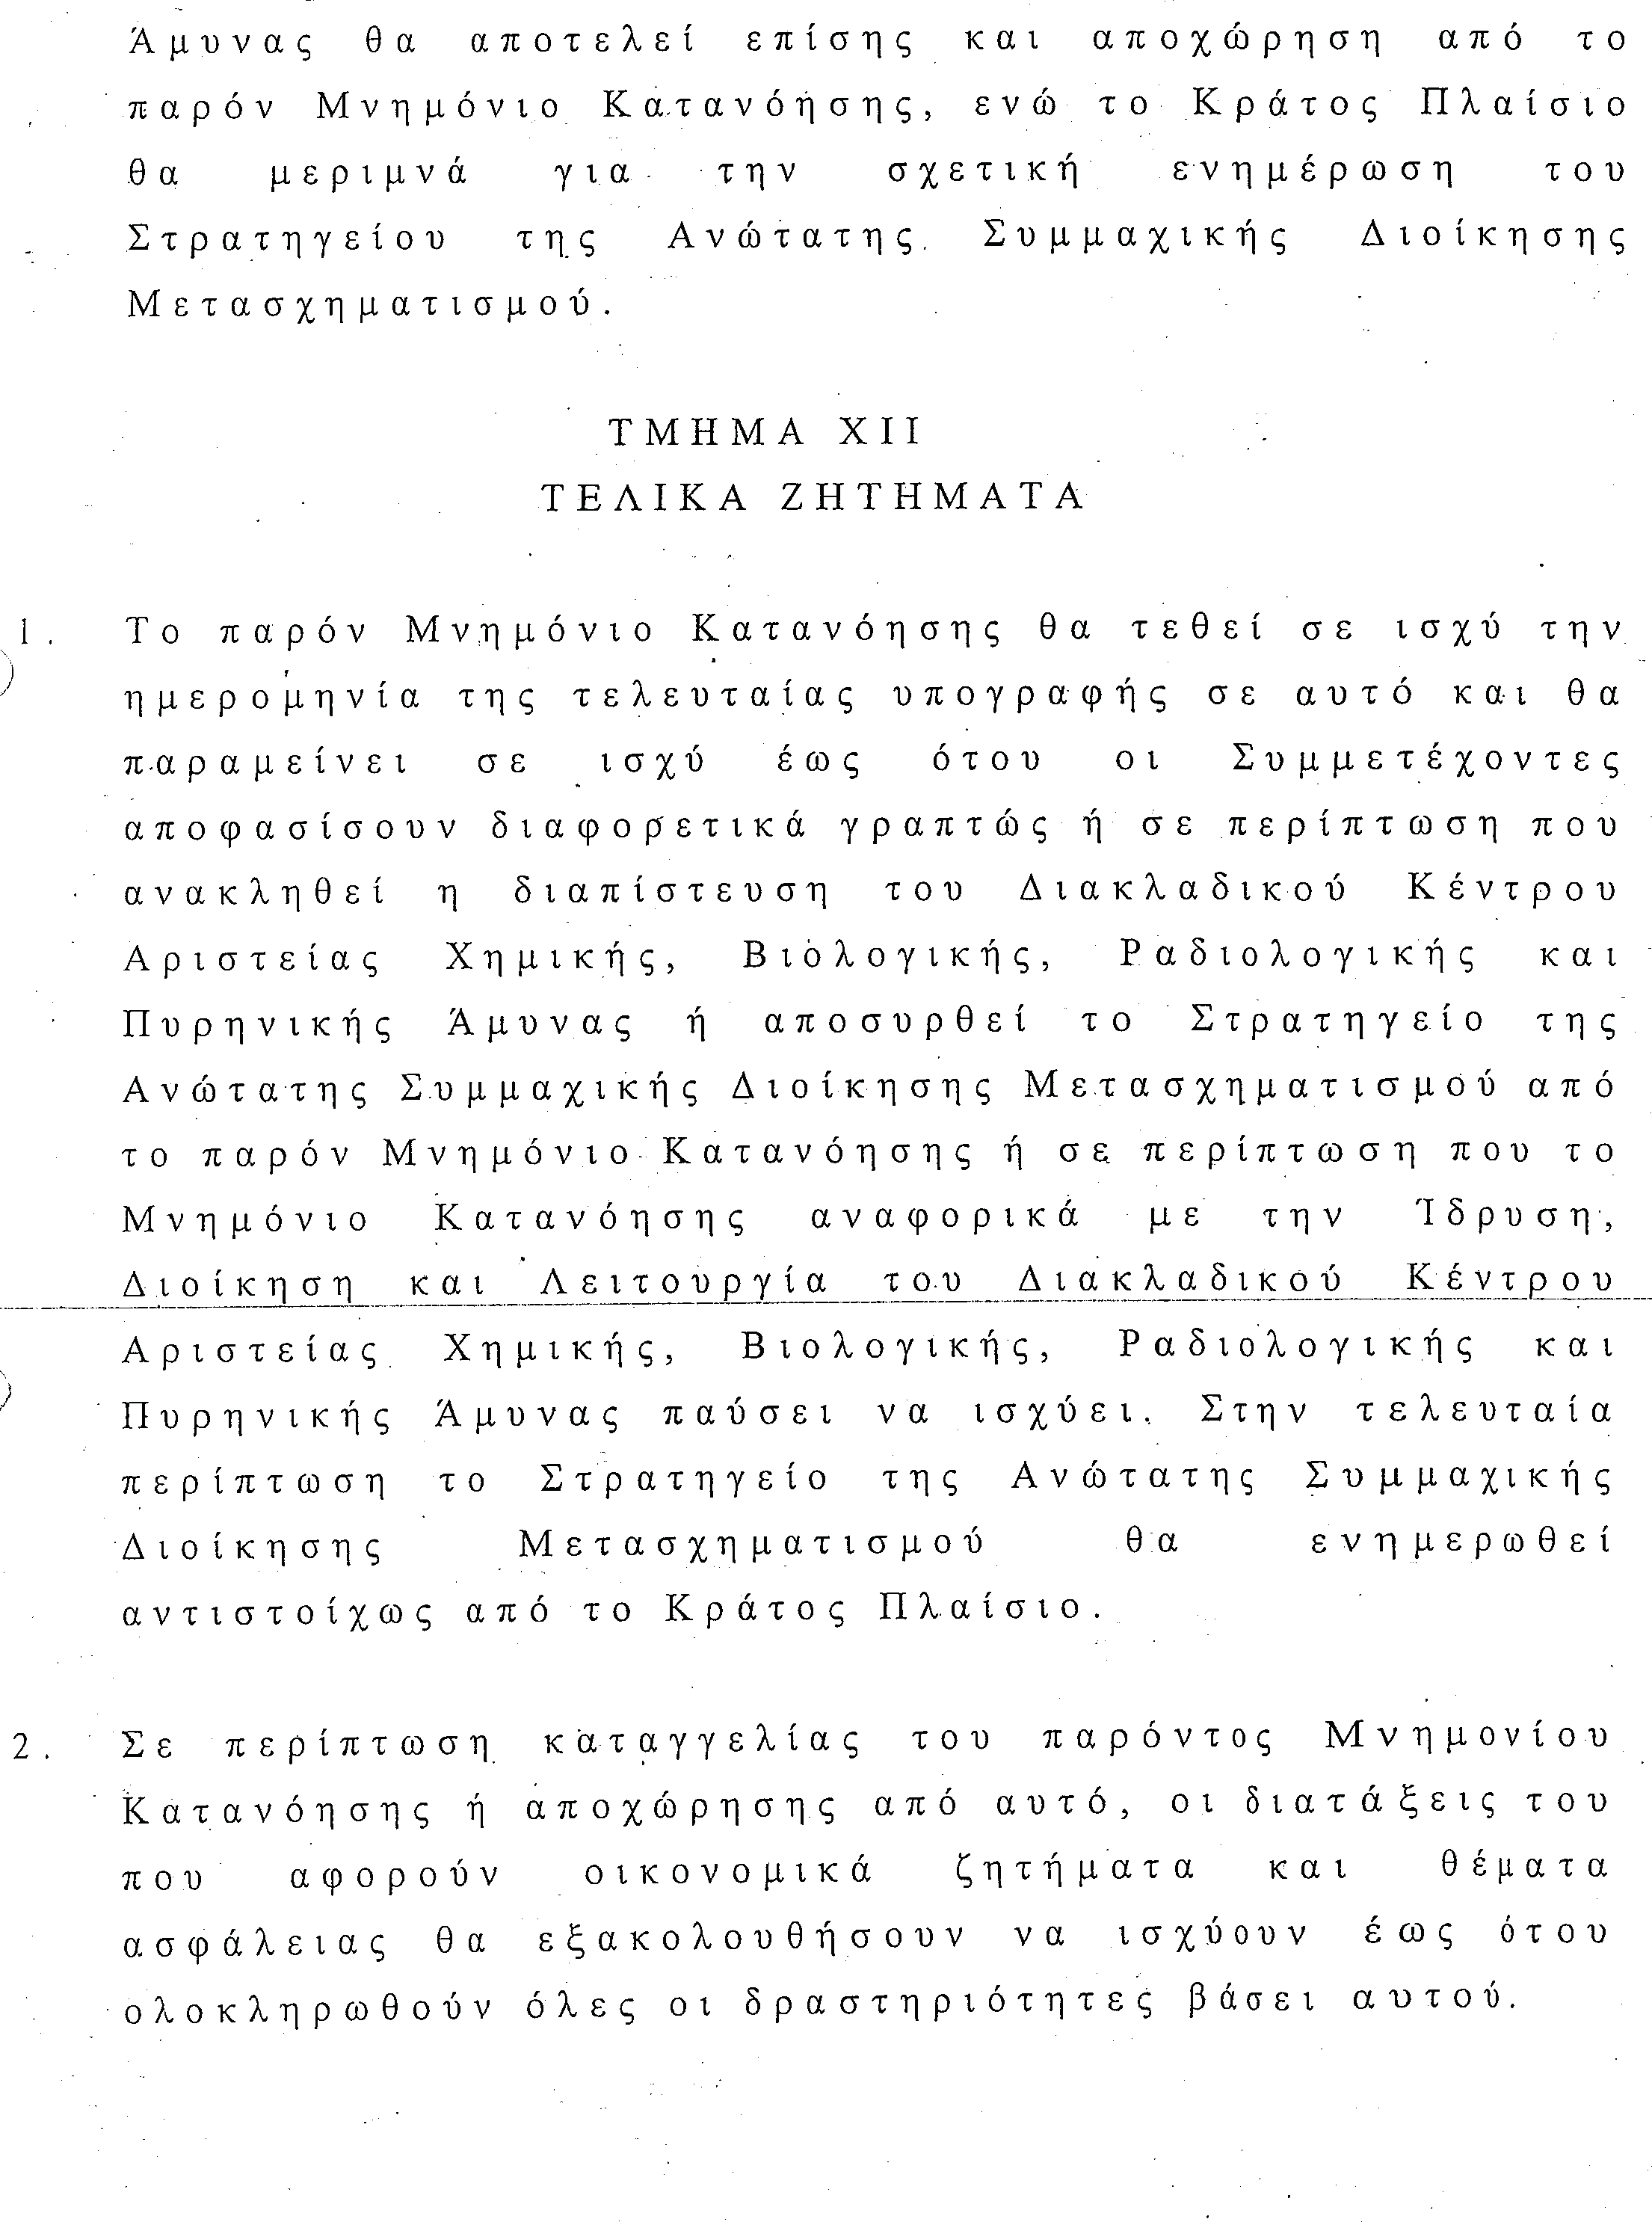 Άμυνας θα αποτελεί επίσης και αποχώρηση από το
παρόν Μνημόνιο Κατανόησης, ενώ το Κράτος Πλαίσιο
θα μεριμνά για την σχετική ενημέρωση του
Στρατηγείου της Ανώτατης Συμμαχικής Διοίκησης
Μετασχηματισμού.
ΤΜΗΜΑ XII
ΤΕΛΙΚΑ ΖΗΤΗΜΑΤΑ
1. Το παρόν Μνημόνιο Κατανόησης θα τεθεί σε ισχύ την
ημερομηνία της τελευταίας υπογραφής σε αυτό και θα
παραμείνει σε ισχύ έως ότου οι Συμμετέχοντες
αποφασίσουν διαφορετικά γραπτώς ή σε περίπτωση που
ανακληθεί η διαπίστευση του Διακλαδικού Κέντρου
Αριστείας Χημικής, Βιολογικής, Ραδιολογικής και
Πυρηνικής Άμυνας ή αποσυρθεί το Στρατηγείο της
Ανώτατης Συμμαχικής Διοίκησης Μετασχηματισμού από
το παρόν Μνημόνιο Κατανόησης ή σε περίπτωση που το
Μνημόνιο Κατανόησης αναφορικά με την Ίδρυση,
Διοίκηση και Λειτουργία του Διακλαδικού Κέντρου
Αριστείας Χημικής, Βιολογικής, Ραδιολογικής και
Πυρηνικής Άμυνας παύσει να ισχύει. Στην τελευταία
περίπτωση το Στρατηγείο της Ανώτατης Συμμαχικής
Διοίκησης Μετασχηματισμού θα ενημερωθεί
αντιστοίχως από το Κράτος Πλαίσιο.
2. Σε περίπτωση καταγγελίας του παρόντος Μνημονίου
Κατανόησης ή αποχώρησης από αυτό, οι διατάξεις του
που αφορούν οικονομικά ζητήματα και θέματα
ασφάλειας θα εξακολουθήσουν να ισχύουν έως ότου
ολοκληρωθούν όλες οι δραστηριότητες βάσει αυτού.